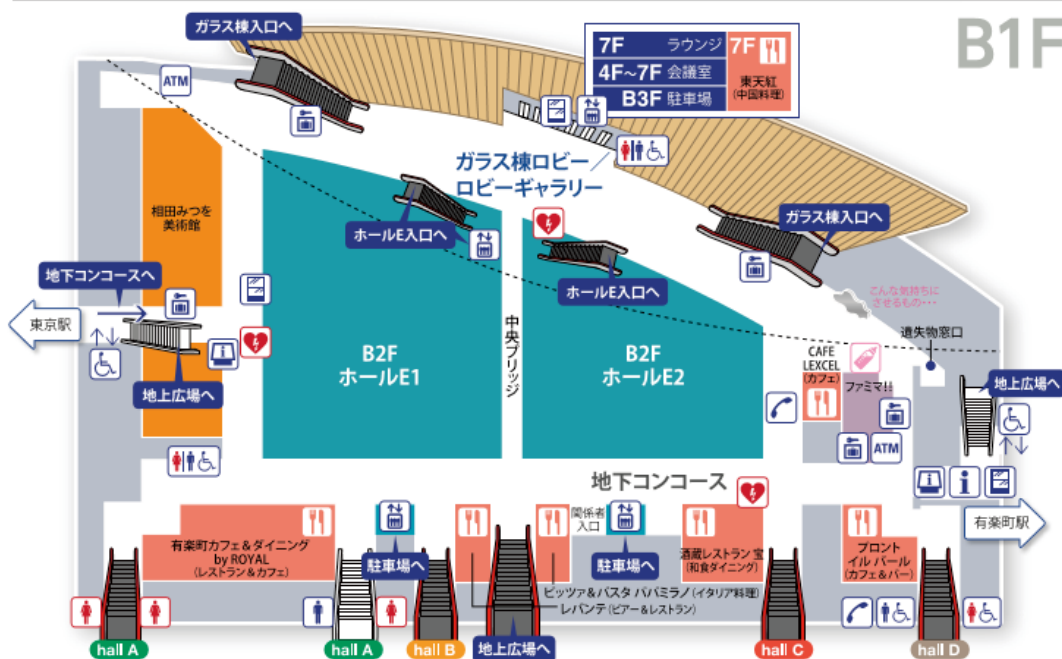 B1F
ガラス棟入口へ
7F ラウンジ
4F~7F 会議室
B3F 駐車場
7F
東天紅
(中国料理)
ATM
ガラス棟ロビー/
ロビーギャラリー
相田みつを
美術館
ホールE入口へ
ガラス棟入口へ
地下コンコースへ
ホールE入口へ
こんな気持ちに
させるもの・・・
東京駅
遺失物窓口
中央ブリッジ
B2F
ホールE1
B2F
ホールE2
CAFE
LEXCEL
(カフェ)
ファミマ!!
地上広場へ
地上広場へ
ATM
地下コンコース
関係者
入口
有楽町駅
有楽町カフェ&ダイニング
by ROYAL
(レストラン&カフェ)
駐車場へ
駐車場へ
酒蔵レストラン 宝
(和食ダイニング)
プロント
イル バール
(カフェ&バー)
ピッツァ&パスタ パパミラノ(イタリア料理)
レバンテ(ビアー&レストラン)
地上広場へ
hall A
hall A
hall B
hall C
hall D